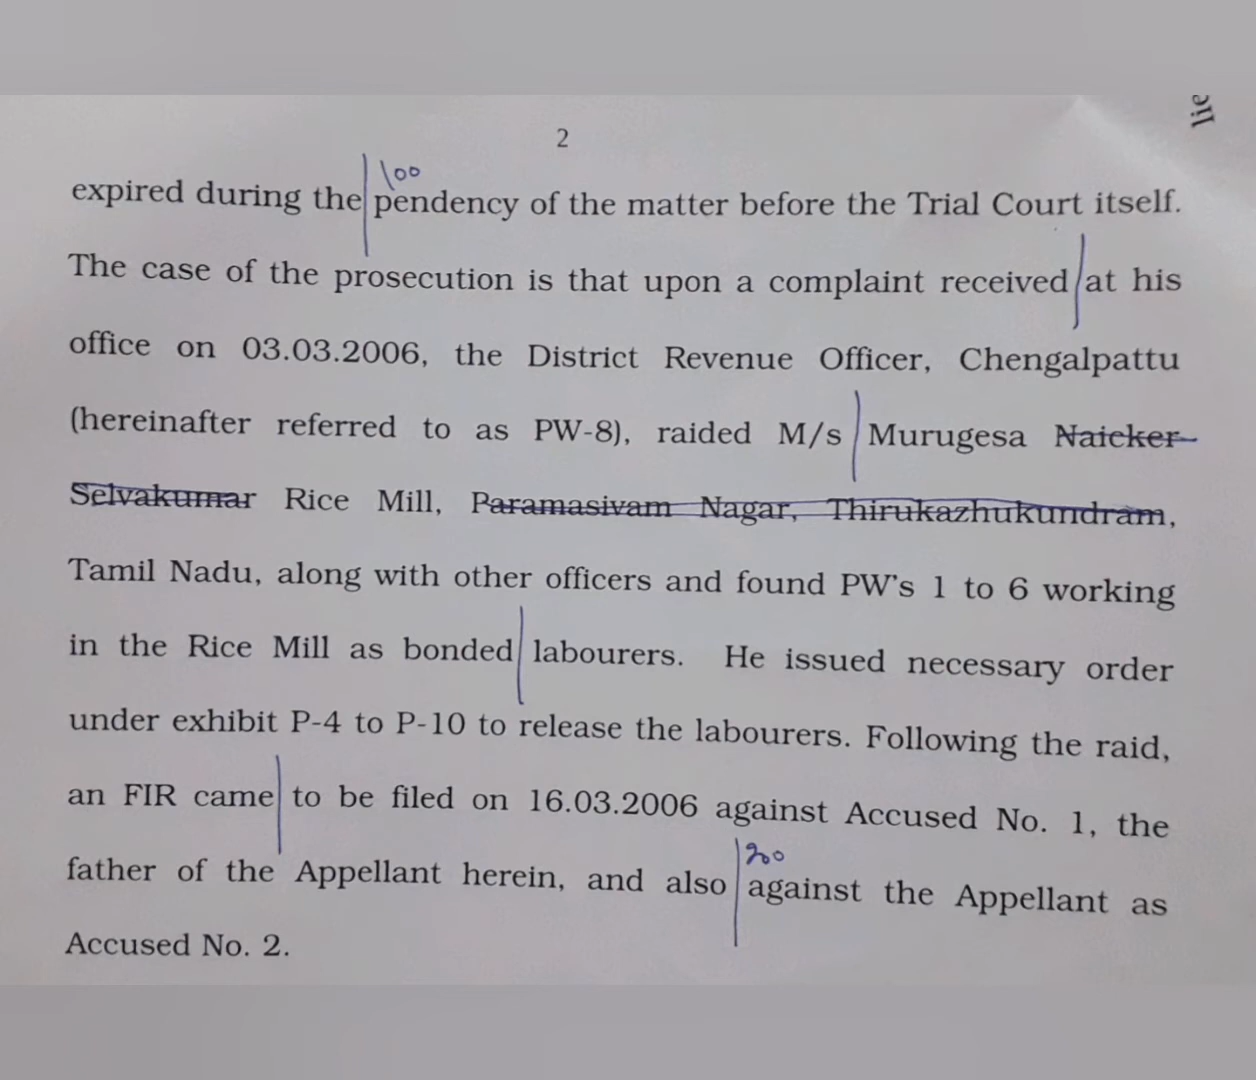 2
expired during the pendency of the matter before the Trial Court itself.
100
The case of the prosecution is that upon a complaint received at his
office on 03.03.2006, the District Revenue Officer, Chengalpattu
(hereinafter referred to as PW-8), raided M/s Murugesa Naicker
Selvakumar Rice Mill, Paramasivam Nagar, Thirukazhukundram,
Tamil Nadu, along with other officers and found PW's 1 to 6 working
in the Rice Mill as bonded labourers. He issued necessary order
under exhibit P-4 to P-10 to release the labourers. Following the raid,
an FIR came to be filed on 16.03.2006 against Accused No. 1, the
200
father of the Appellant herein, and also against the Appellant as
Accused No. 2.